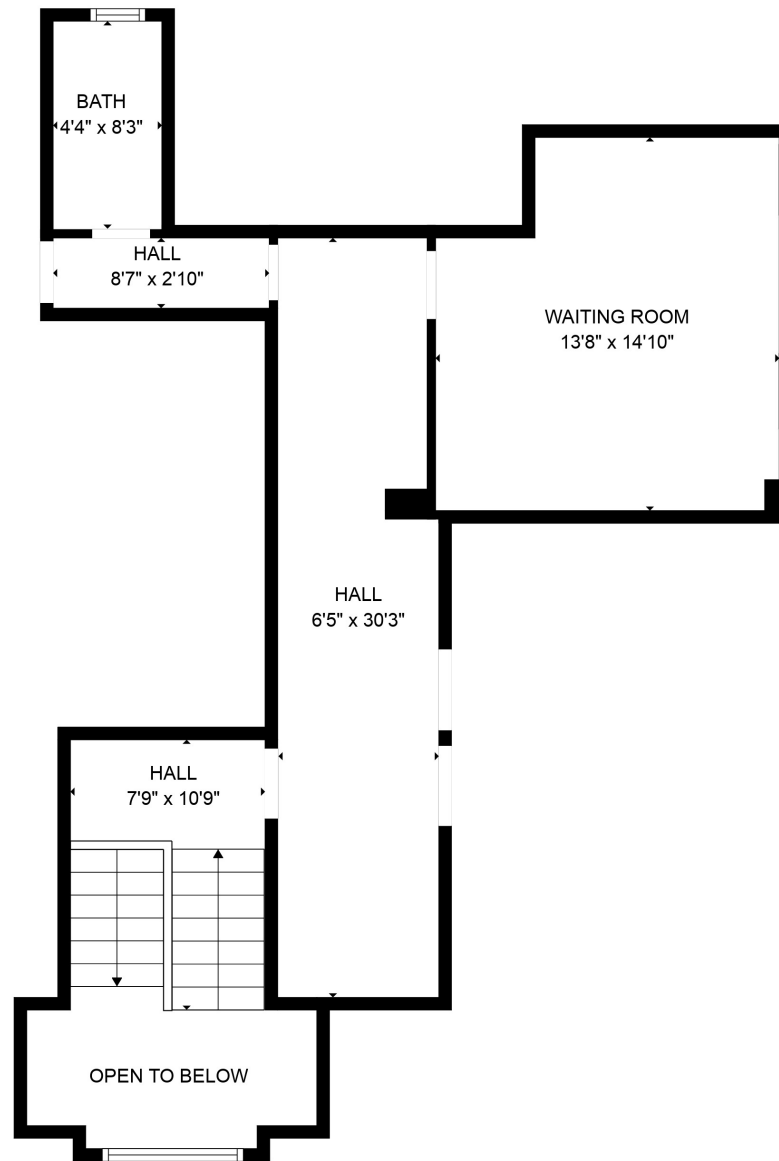 BATH
4'4" x 8'3"
HALL
8'7" x 2'10"
WAITING ROOM
13'8" x 14'10"
HALL
6'5" x 30'3"
HALL
7'9" x 10'9"
OPEN TO BELOW